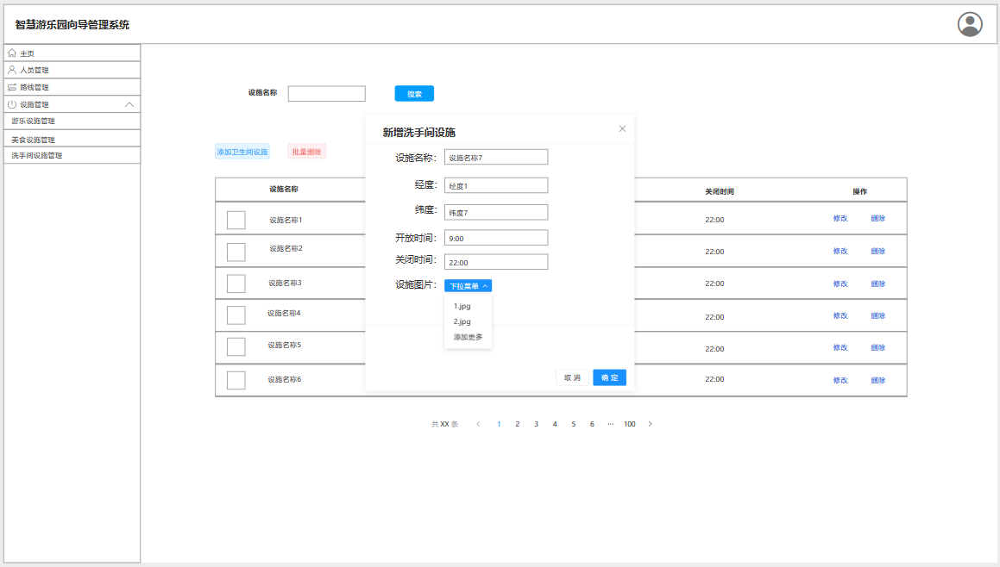 智慧游乐园向导管理系统
主页
人员管理
路线管理
设施管理
游乐设施管理
美食设施管理
洗手间设施管理
设施名称
搜索
添加卫生间设施
批量删除
设施名称
关闭时间
操作
设施名称1
22:00
修改
删除
设施名称2
22:00
修改
删除
设施名称3
22:00
修改
删除
设施名称4
22:00
修改
删除
设施名称5
22:00
修改
删除
设施名称6
22:00
修改
删除
新增洗手间设施
设施名称：
设施名称7
经度：
经度1
纬度：
纬度7
开放时间：
9:00
关闭时间：
22:00
设施图片：
下拉菜单
1.jpg
2.jpg
添加更多
取 消
确 定
共 XX 条 1 2 3 4 5 6 ··· 100